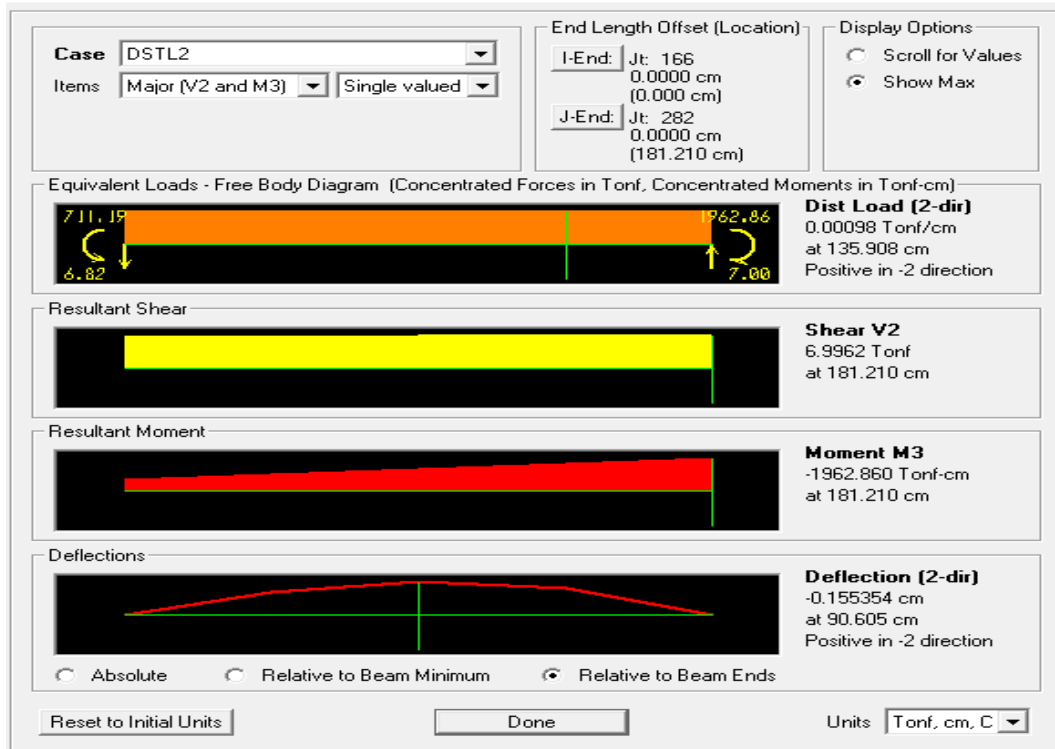 Case DSTL2
Items Major (V2 and M3) Single valued
End Length Offset (Location)
I-End: Jt: 166
0.0000 cm
(0.000 cm)
J-End: Jt: 282
0.0000 cm
(181.210 cm)
Display Options
Scroll for Values
Show Max
Equivalent Loads - Free Body Diagram (Concentrated Forces in Tonf, Concentrated Moments in Tonf-cm)
711.19
1962.86
6.82
7.00
Dist Load (2-dir)
0.00098 Tonf/cm
at 135.908 cm
Positive in -2 direction
Resultant Shear
Shear V2
6.9962 Tonf
at 181.210 cm
Resultant Moment
Moment M3
-1962.860 Tonf-cm
at 181.210 cm
Deflections
Deflection (2-dir)
-0.155354 cm
at 90.605 cm
Positive in -2 direction
Absolute Relative to Beam Minimum Relative to Beam Ends
Reset to Initial Units Done Units Tonf, cm, C